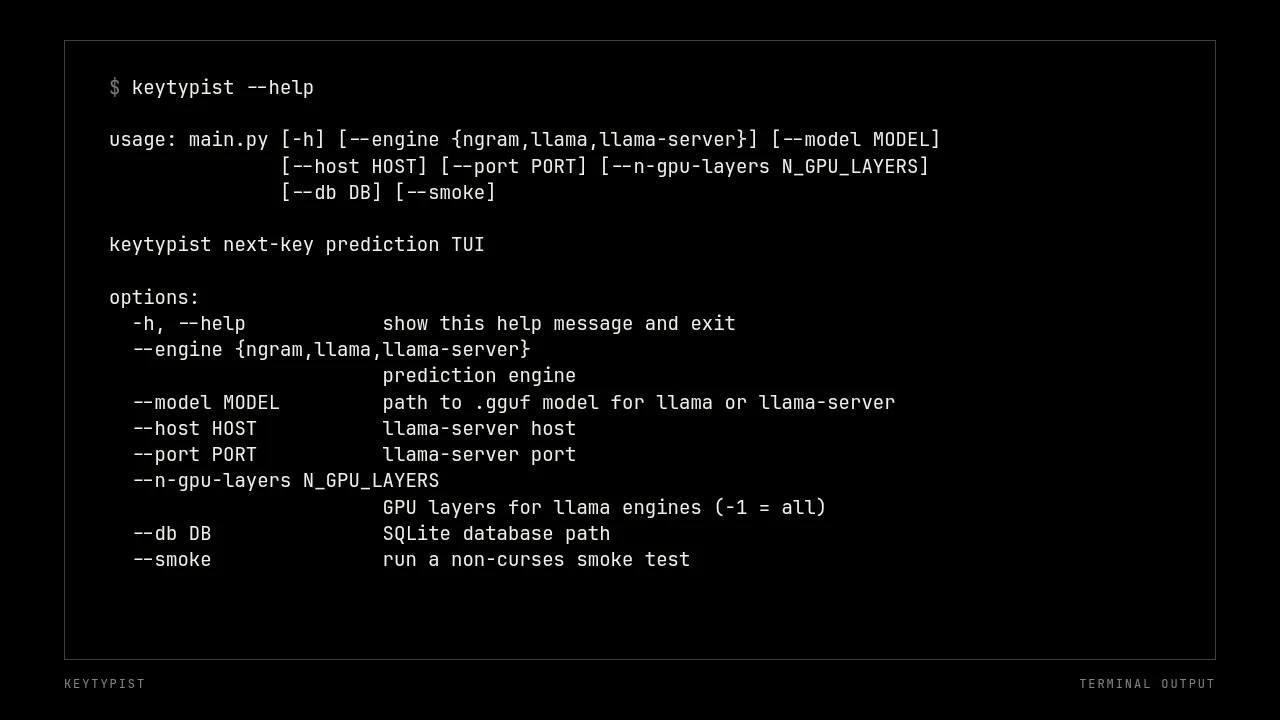 $ keytypist --help
usage: main.py [-h] [--engine {ngram,llama,llama-server}] [--model MODEL]
               [--host HOST] [--port PORT] [--n-gpu-layers N_GPU_LAYERS]
               [--db DB] [--smoke]
keytypist next-key prediction TUI
options:
  -h, --help            show this help message and exit
  --engine {ngram,llama,llama-server}
                        prediction engine
  --model MODEL         path to .gguf model for llama or llama-server
  --host HOST           llama-server host
  --port PORT           llama-server port
  --n-gpu-layers N_GPU_LAYERS
                        GPU layers for llama engines (-1 = all)
  --db DB               SQLite database path
  --smoke               run a non-curses smoke test
KEYTYPIST
TERMINAL OUTPUT